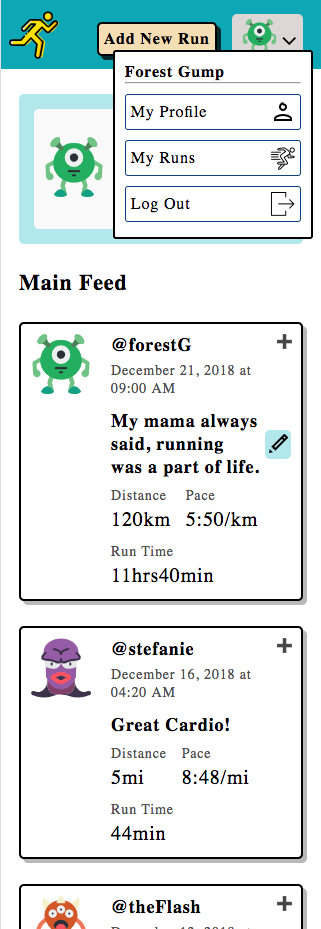 Add New Run
Forest Gump
My Profile
My Runs
Log Out
Main Feed
@forestG
December 21, 2018 at
09:00 AM
My mama always
said, running
was a part of life.
Distance Pace
120km 5:50/km
Run Time
11hrs40min
@stefanie
December 16, 2018 at
04:20 AM
Great Cardio!
Distance Pace
5mi 8:48/mi
Run Time
44min
@theFlash